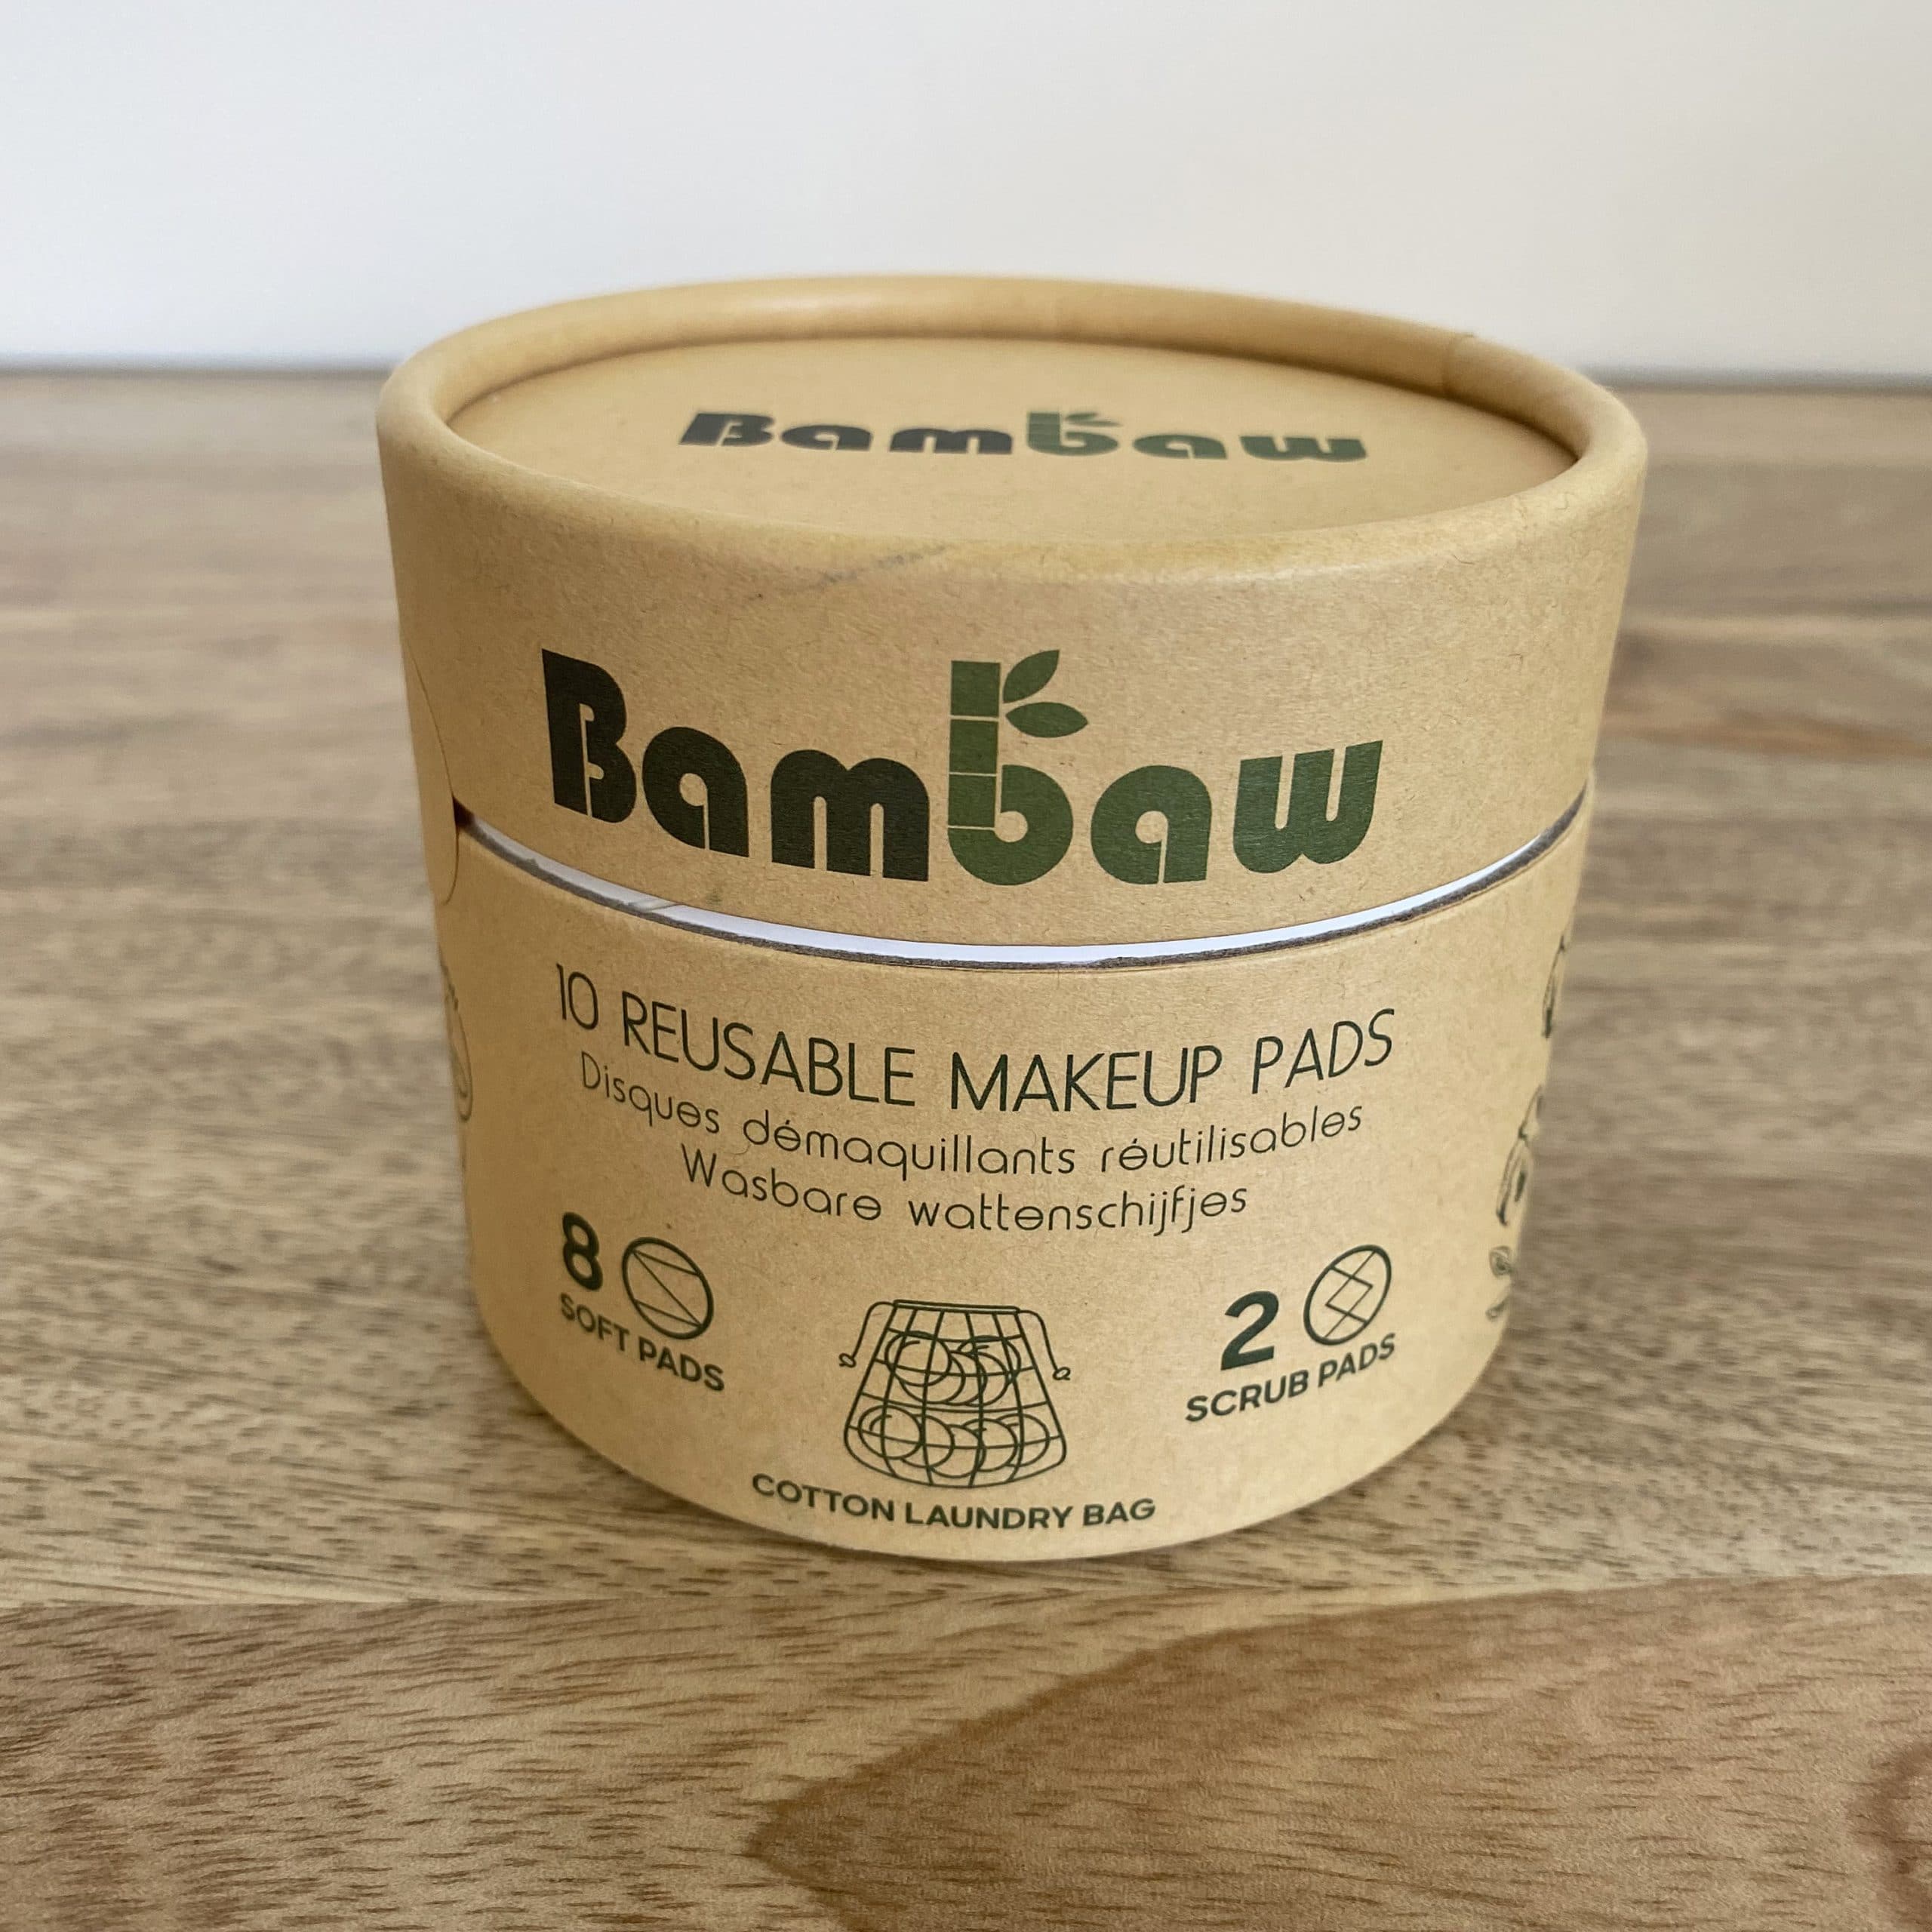 Bambaw
Bambaw
10 REUSABLE MAKEUP PADS
Disques démaquillants réutilisables
Wasbare wattenschijfjes
8
SOFT PADS
2
SCRUB PADS
COTTON LAUNDRY BAG